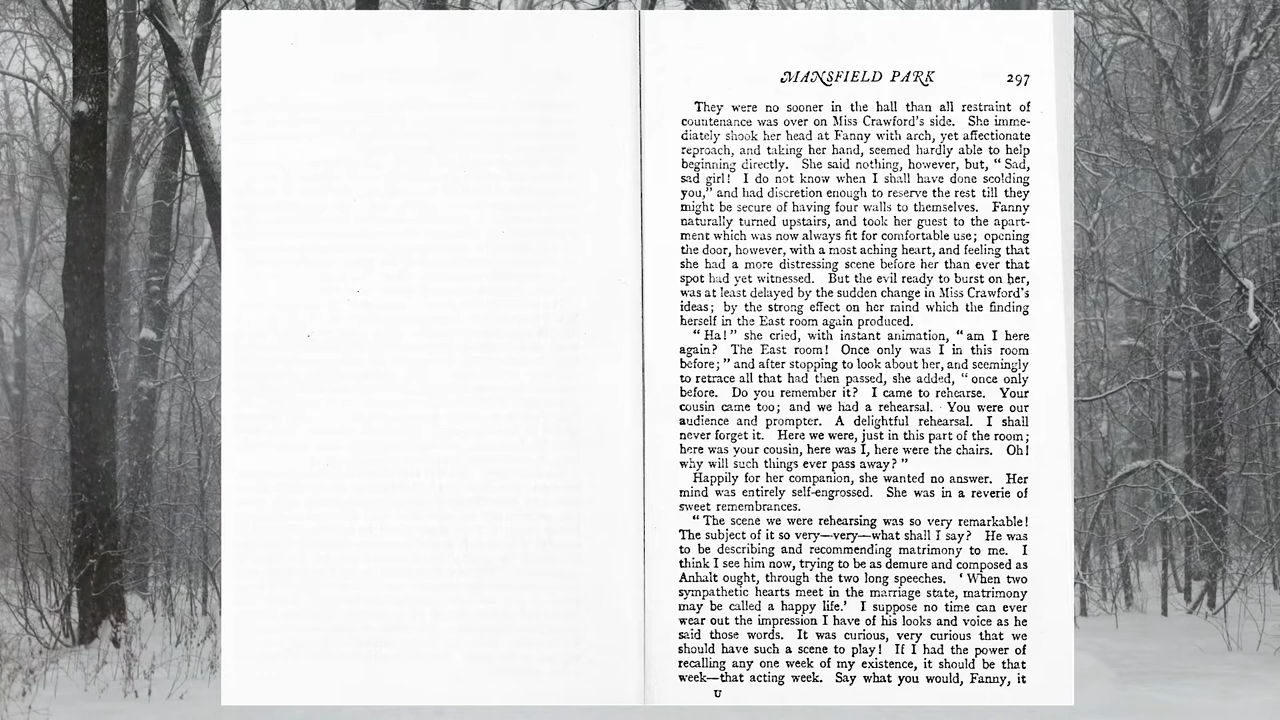 MANSFIELD PARK 297
They were no sooner in the hall than all restraint of
countenance was over on Miss Crawford's side. She imme-
diately shook her head at Fanny with arch, yet affectionate
reproach, and taking her hand, seemed hardly able to help
beginning directly. She said nothing, however, but, " Sad,
sad girl! I do not know when I shall have done scolding
you," and had discretion enough to reserve the rest till they
might be secure of having four walls to themselves. Fanny
naturally turned upstairs, and took her guest to the apart-
ment which was now always fit for comfortable use; opening
the door, however, with a most aching heart, and feeling that
she had a more distressing scene before her than ever that
spot had yet witnessed. But the evil ready to burst on her,
was at least delayed by the sudden change in Miss Crawford's
ideas; by the strong effect on her mind which the finding
herself in the East room again produced.
" Ha!" she cried, with instant animation, " am I here
again? The East room! Once only was I in this room
before; " and after stopping to look about her, and seemingly
to retrace all that had then passed, she added, " once only
before. Do you remember it? I came to rehearse. Your
cousin came too; and we had a rehearsal. You were our
audience and prompter. A delightful rehearsal. I shall
never forget it. Here we were, just in this part of the room;
here was your cousin, here was I, here were the chairs. Oh!
why will such things ever pass away? "
Happily for her companion, she wanted no answer. Her
mind was entirely self-engrossed. She was in a reverie of
sweet remembrances.
" The scene we were rehearsing was so very remarkable!
The subject of it so very—very—what shall I say? He was
to be describing and recommending matrimony to me. I
think I see him now, trying to be as demure and composed as
Anhalt ought, through the two long speeches. ' When two
sympathetic hearts meet in the marriage state, matrimony
may be called a happy life.' I suppose no time can ever
wear out the impression I have of his looks and voice as he
said those words. It was curious, very curious that we
should have such a scene to play! If I had the power of
recalling any one week of my existence, it should be that
week—that acting week. Say what you would, Fanny, it
U